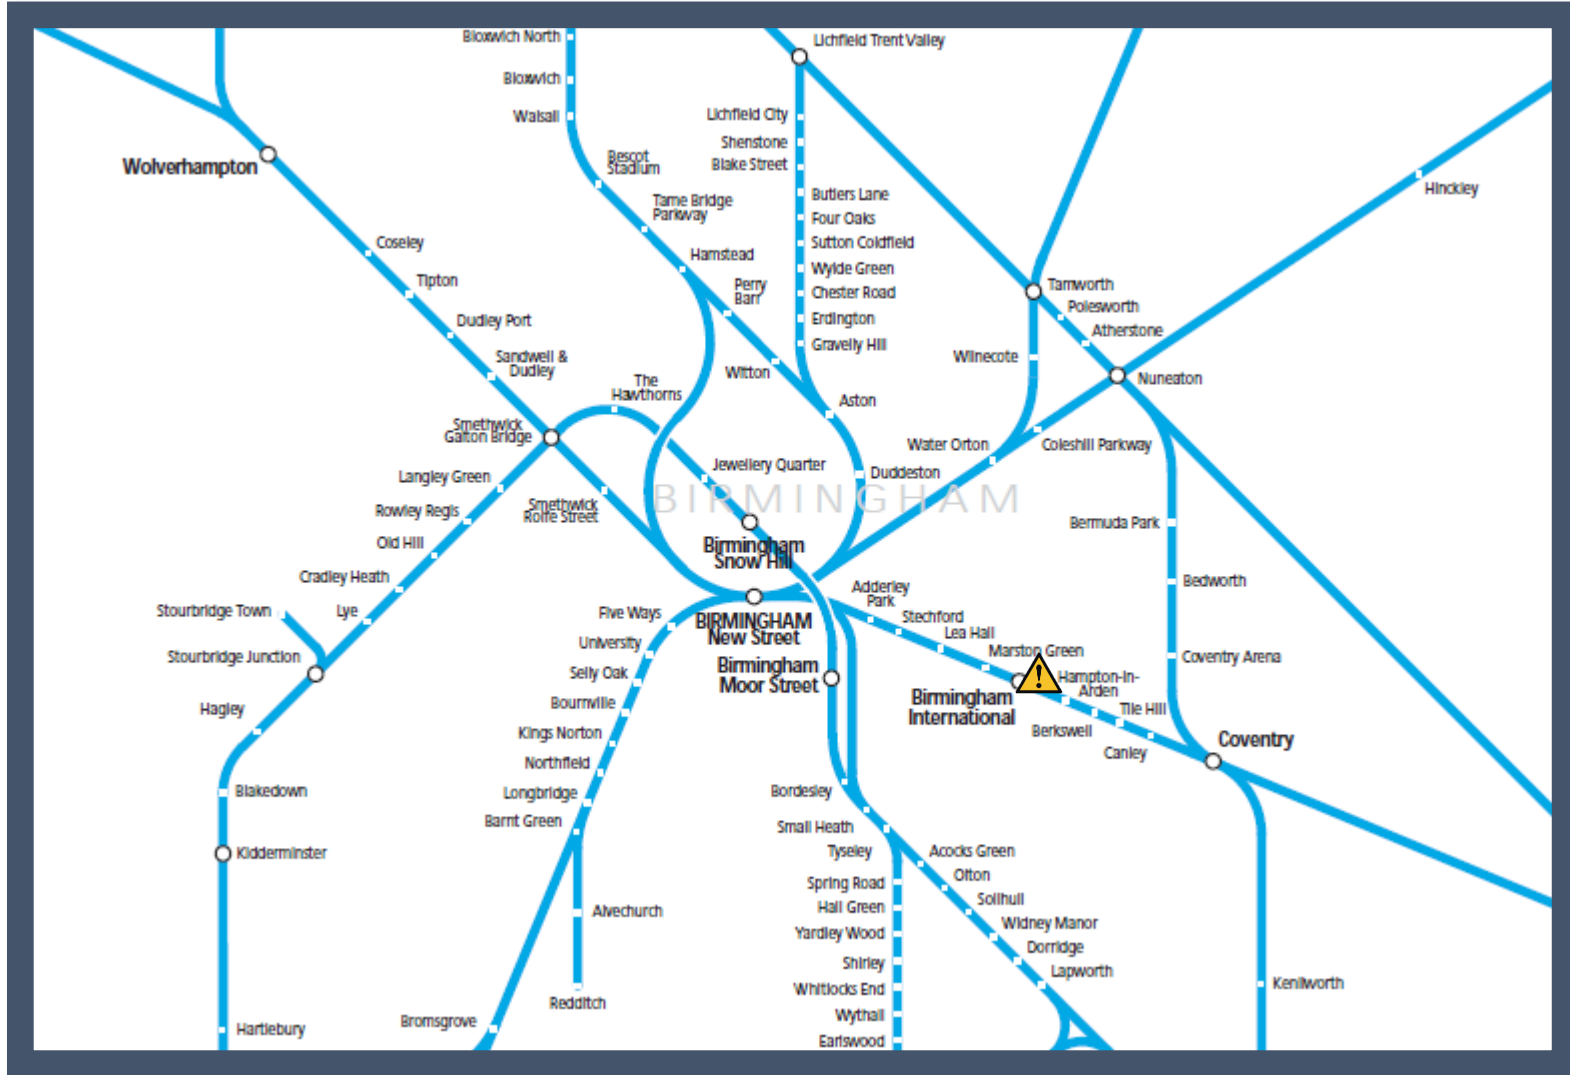 Bloxwich North
Lichfield Trent Valley
Bloxwich
Walsall
Lichfield City
Shenstone
Blake Street
Wolverhampton
Bescot
Stadium
Hinckley
Butlers Lane
Tame Bridge
Parkway
Four Oaks
Coseley
Sutton Coldfield
Hamstead
Wylde Green
Tipton
Perry
Barr
Chester Road
Tamworth
Polesworth
Dudley Port
Erdington
Atherstone
Gravelly Hill
Sandwell &
Dudley
Wilnecote
Witton
Nuneaton
The
Hawthorns
Aston
Smethwick
Galton Bridge
Water Orton
Coleshill Parkway
Jewellery Quarter
Duddeston
Langley Green
BIRMINGHAM
Smethwick
Rolfe Street
Rowley Regis
Bermuda Park
Old Hill
Birmingham
Snow Hill
Cradley Heath
Bedworth
Adderley
Park
Stourbridge Town
Lye
Five Ways
BIRMINGHAM
New Street
Stechford
Lea Hall
University
Marston Green
Stourbridge Junction
Coventry Arena
Selly Oak
Birmingham
Moor Street
Hampton-in-
Arden
Birmingham
International
Bournville
Hagley
Tile Hill
Kings Norton
Berkswell
Coventry
Canley
Northfield
Blakedown
Longbridge
Bordesley
Barnt Green
Small Heath
Kidderminster
Tyseley
Acocks Green
Olton
Spring Road
Solihull
Hall Green
Alvechurch
Widney Manor
Yardley Wood
Dorridge
Shirley
Lapworth
Whitlocks End
Kenilworth
Redditch
Wythall
Bromsgrove
Hartlebury
Earlswood